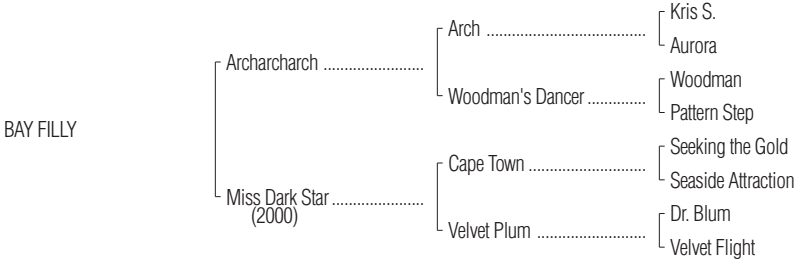 Kris S.
Arch ......................................
Aurora
Archarcharch ........................
Woodman
Woodman's Dancer ..............
Pattern Step
BAY FILLY
Seeking the Gold
Cape Town ............................
Seaside Attraction
Miss Dark Star ......................
(2000)
Dr. Blum
Velvet Plum ..........................
Velvet Flight